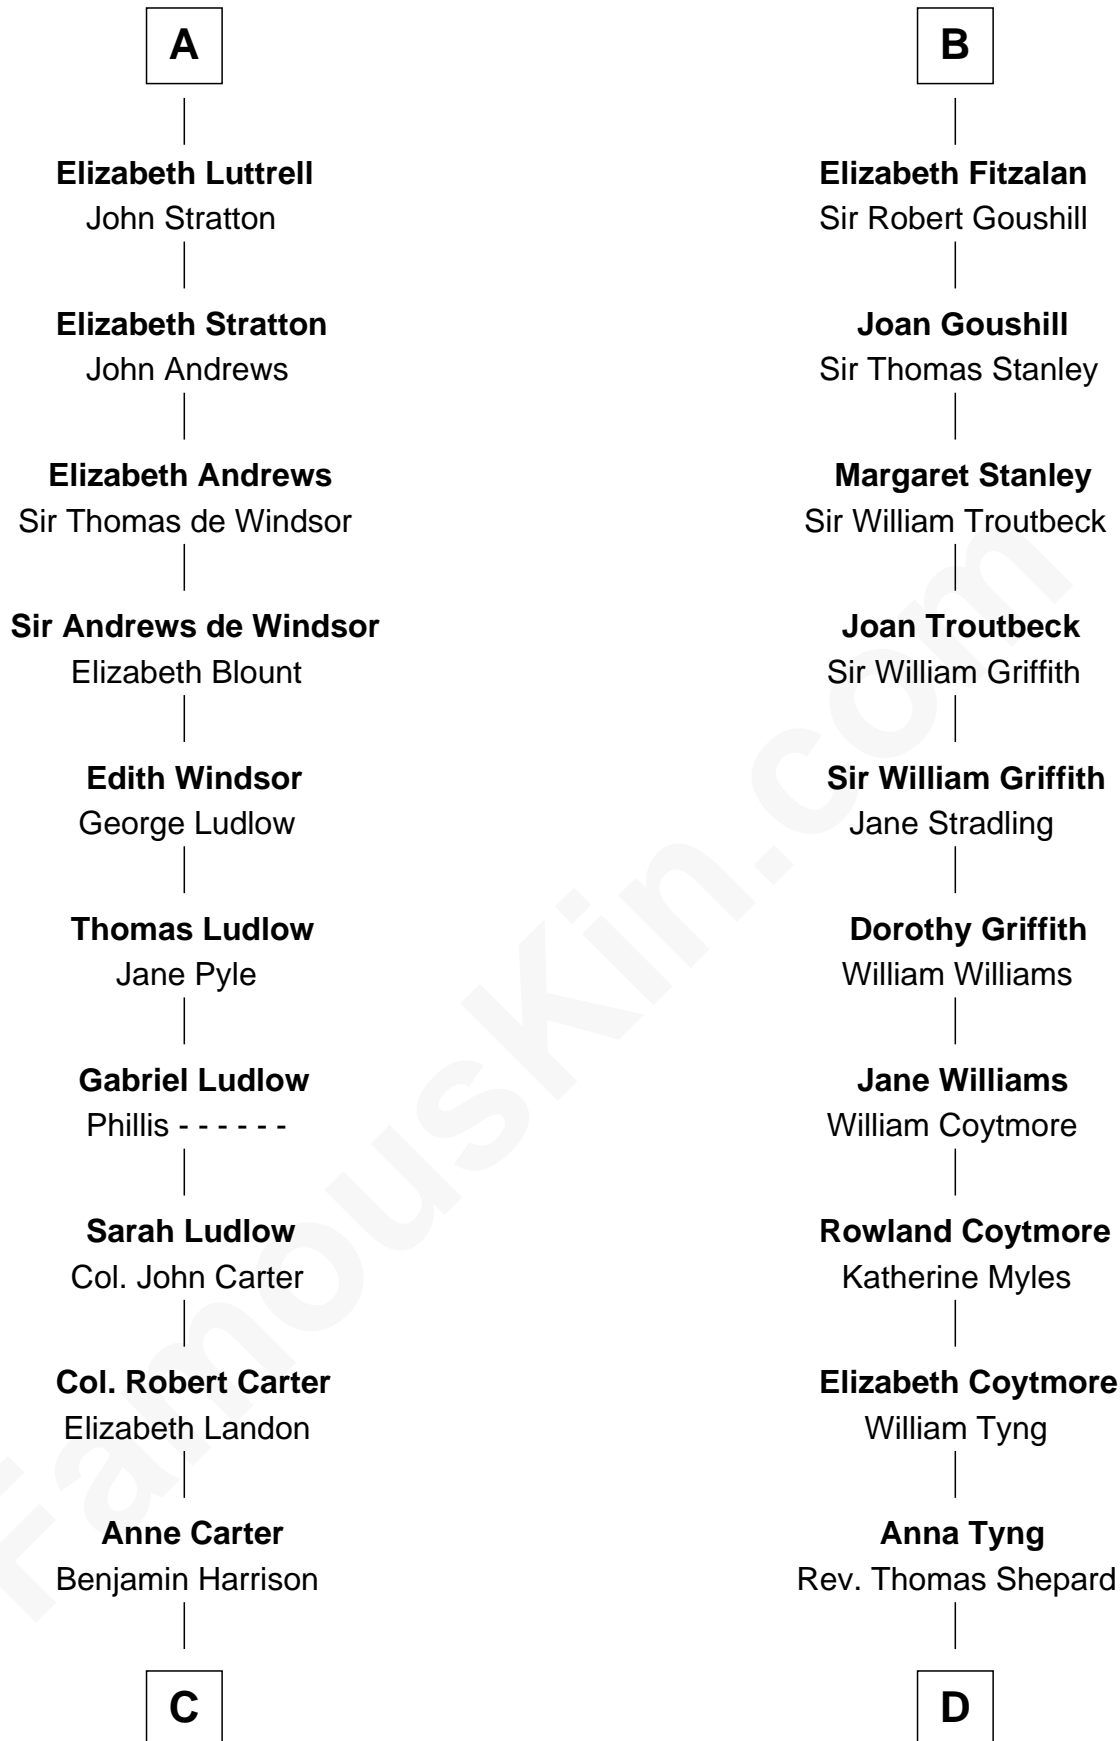 A
Elizabeth Luttrell
John Stratton
Elizabeth Stratton
John Andrews
Elizabeth Andrews
Sir Thomas de Windsor
Sir Andrews de Windsor
Elizabeth Blount
Edith Windsor
George Ludlow
Thomas Ludlow
Jane Pyle
Gabriel Ludlow
Phillis - - - - - -
Sarah Ludlow
Col. John Carter
Col. Robert Carter
Elizabeth Landon
Anne Carter
Benjamin Harrison
C
B
Elizabeth Fitzalan
Sir Robert Goushill
Joan Goushill
Sir Thomas Stanley
Margaret Stanley
Sir William Troutbeck
Joan Troutbeck
Sir William Griffith
Sir William Griffith
Jane Stradling
Dorothy Griffith
William Williams
Jane Williams
William Coytmore
Rowland Coytmore
Katherine Myles
Elizabeth Coytmore
William Tyng
Anna Tyng
Rev. Thomas Shepard
D
FamousKin.com